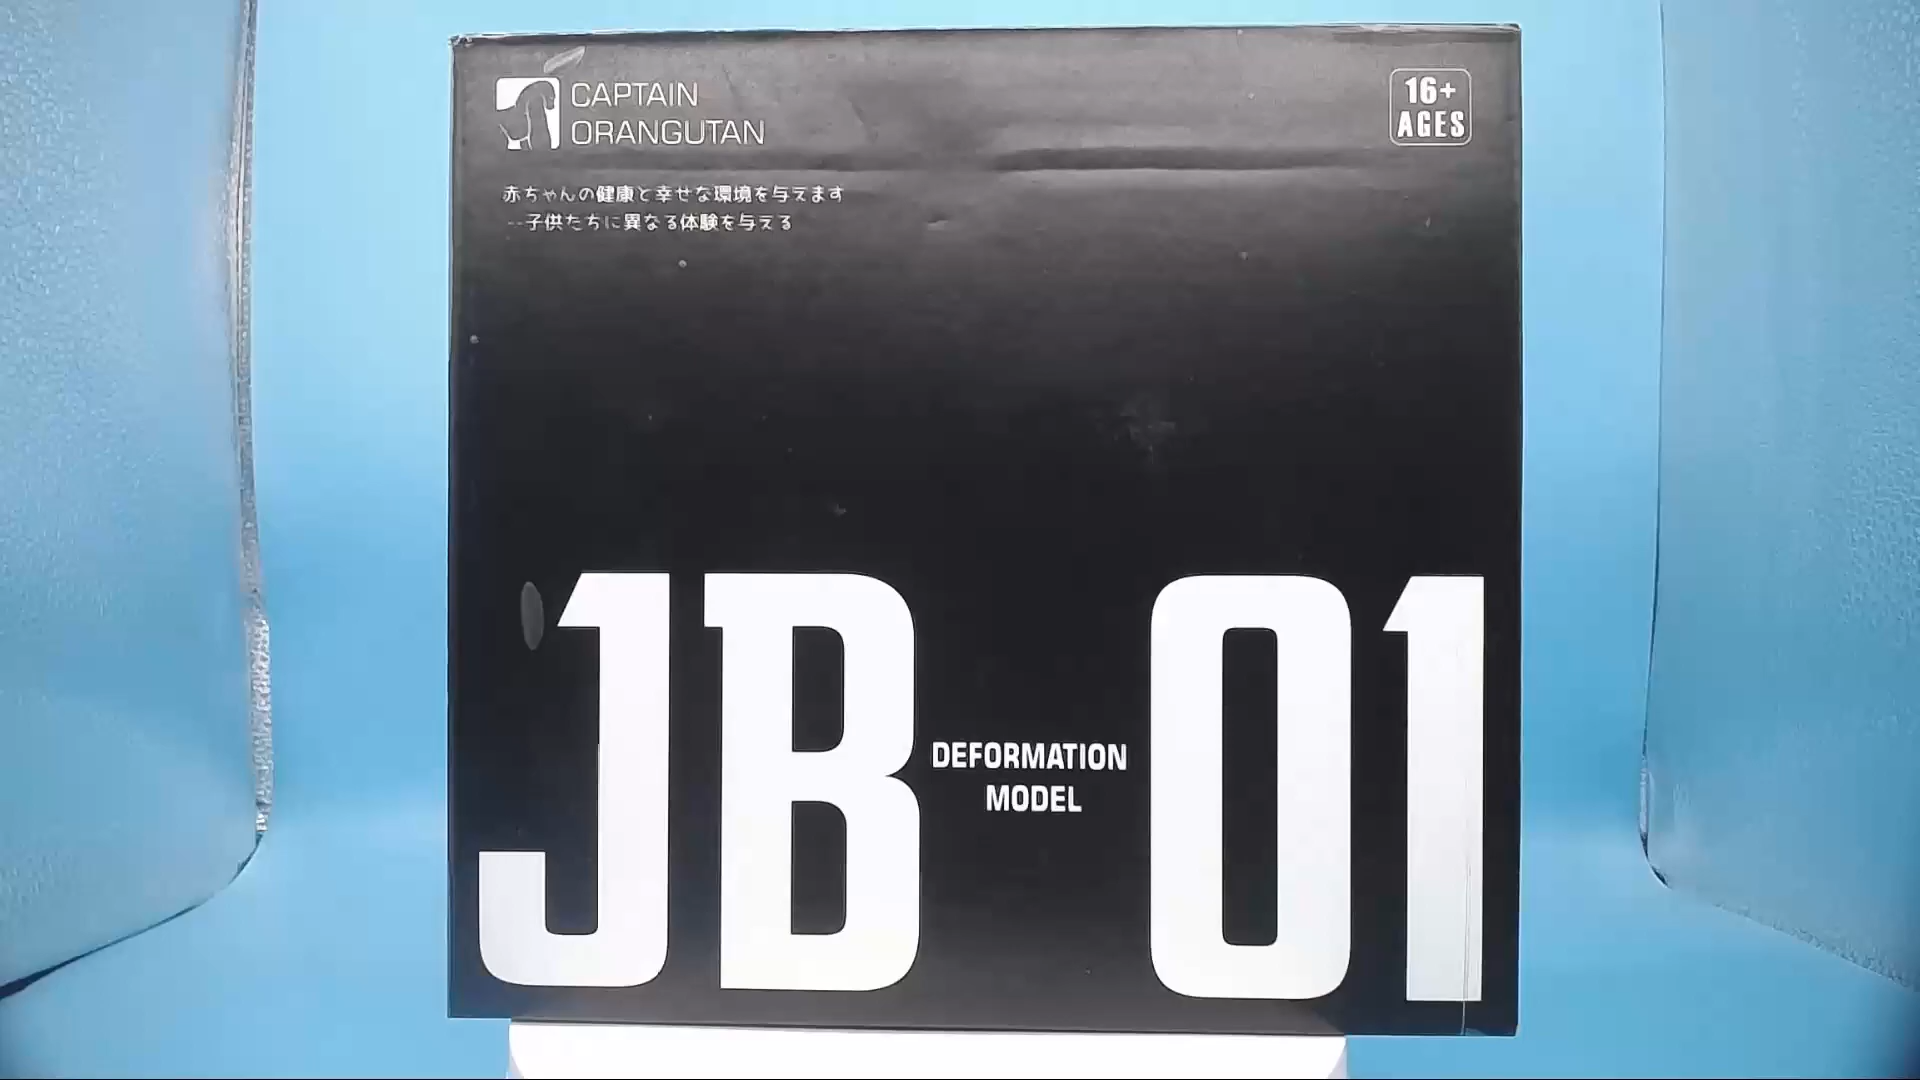 CAPTAIN
ORANGUTAN
16+
AGES
赤ちゃんの健康と幸せな環境を与えます
--子供たちに異なる体験を与える
JB 01
DEFORMATION
MODEL